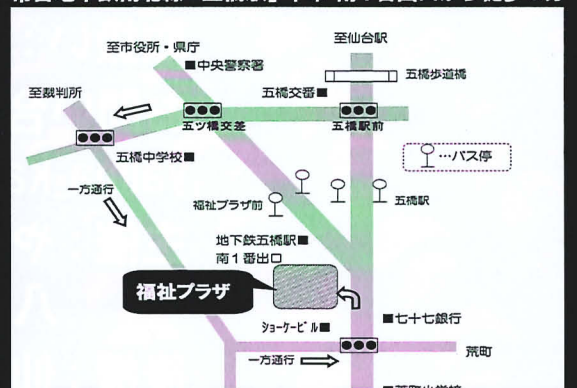 至仙台駅
至市役所・県庁
■中央警察署
五橋歩道橋
至裁判所
五橋交番■
五ツ橋交差
五橋駅前
五橋中学校■
…バス停
一方通行
福祉プラザ前
五橋駅
地下鉄五橋駅■
南1番出口
福祉プラザ
ショーケービル■
■七十七銀行
荒町
一方通行